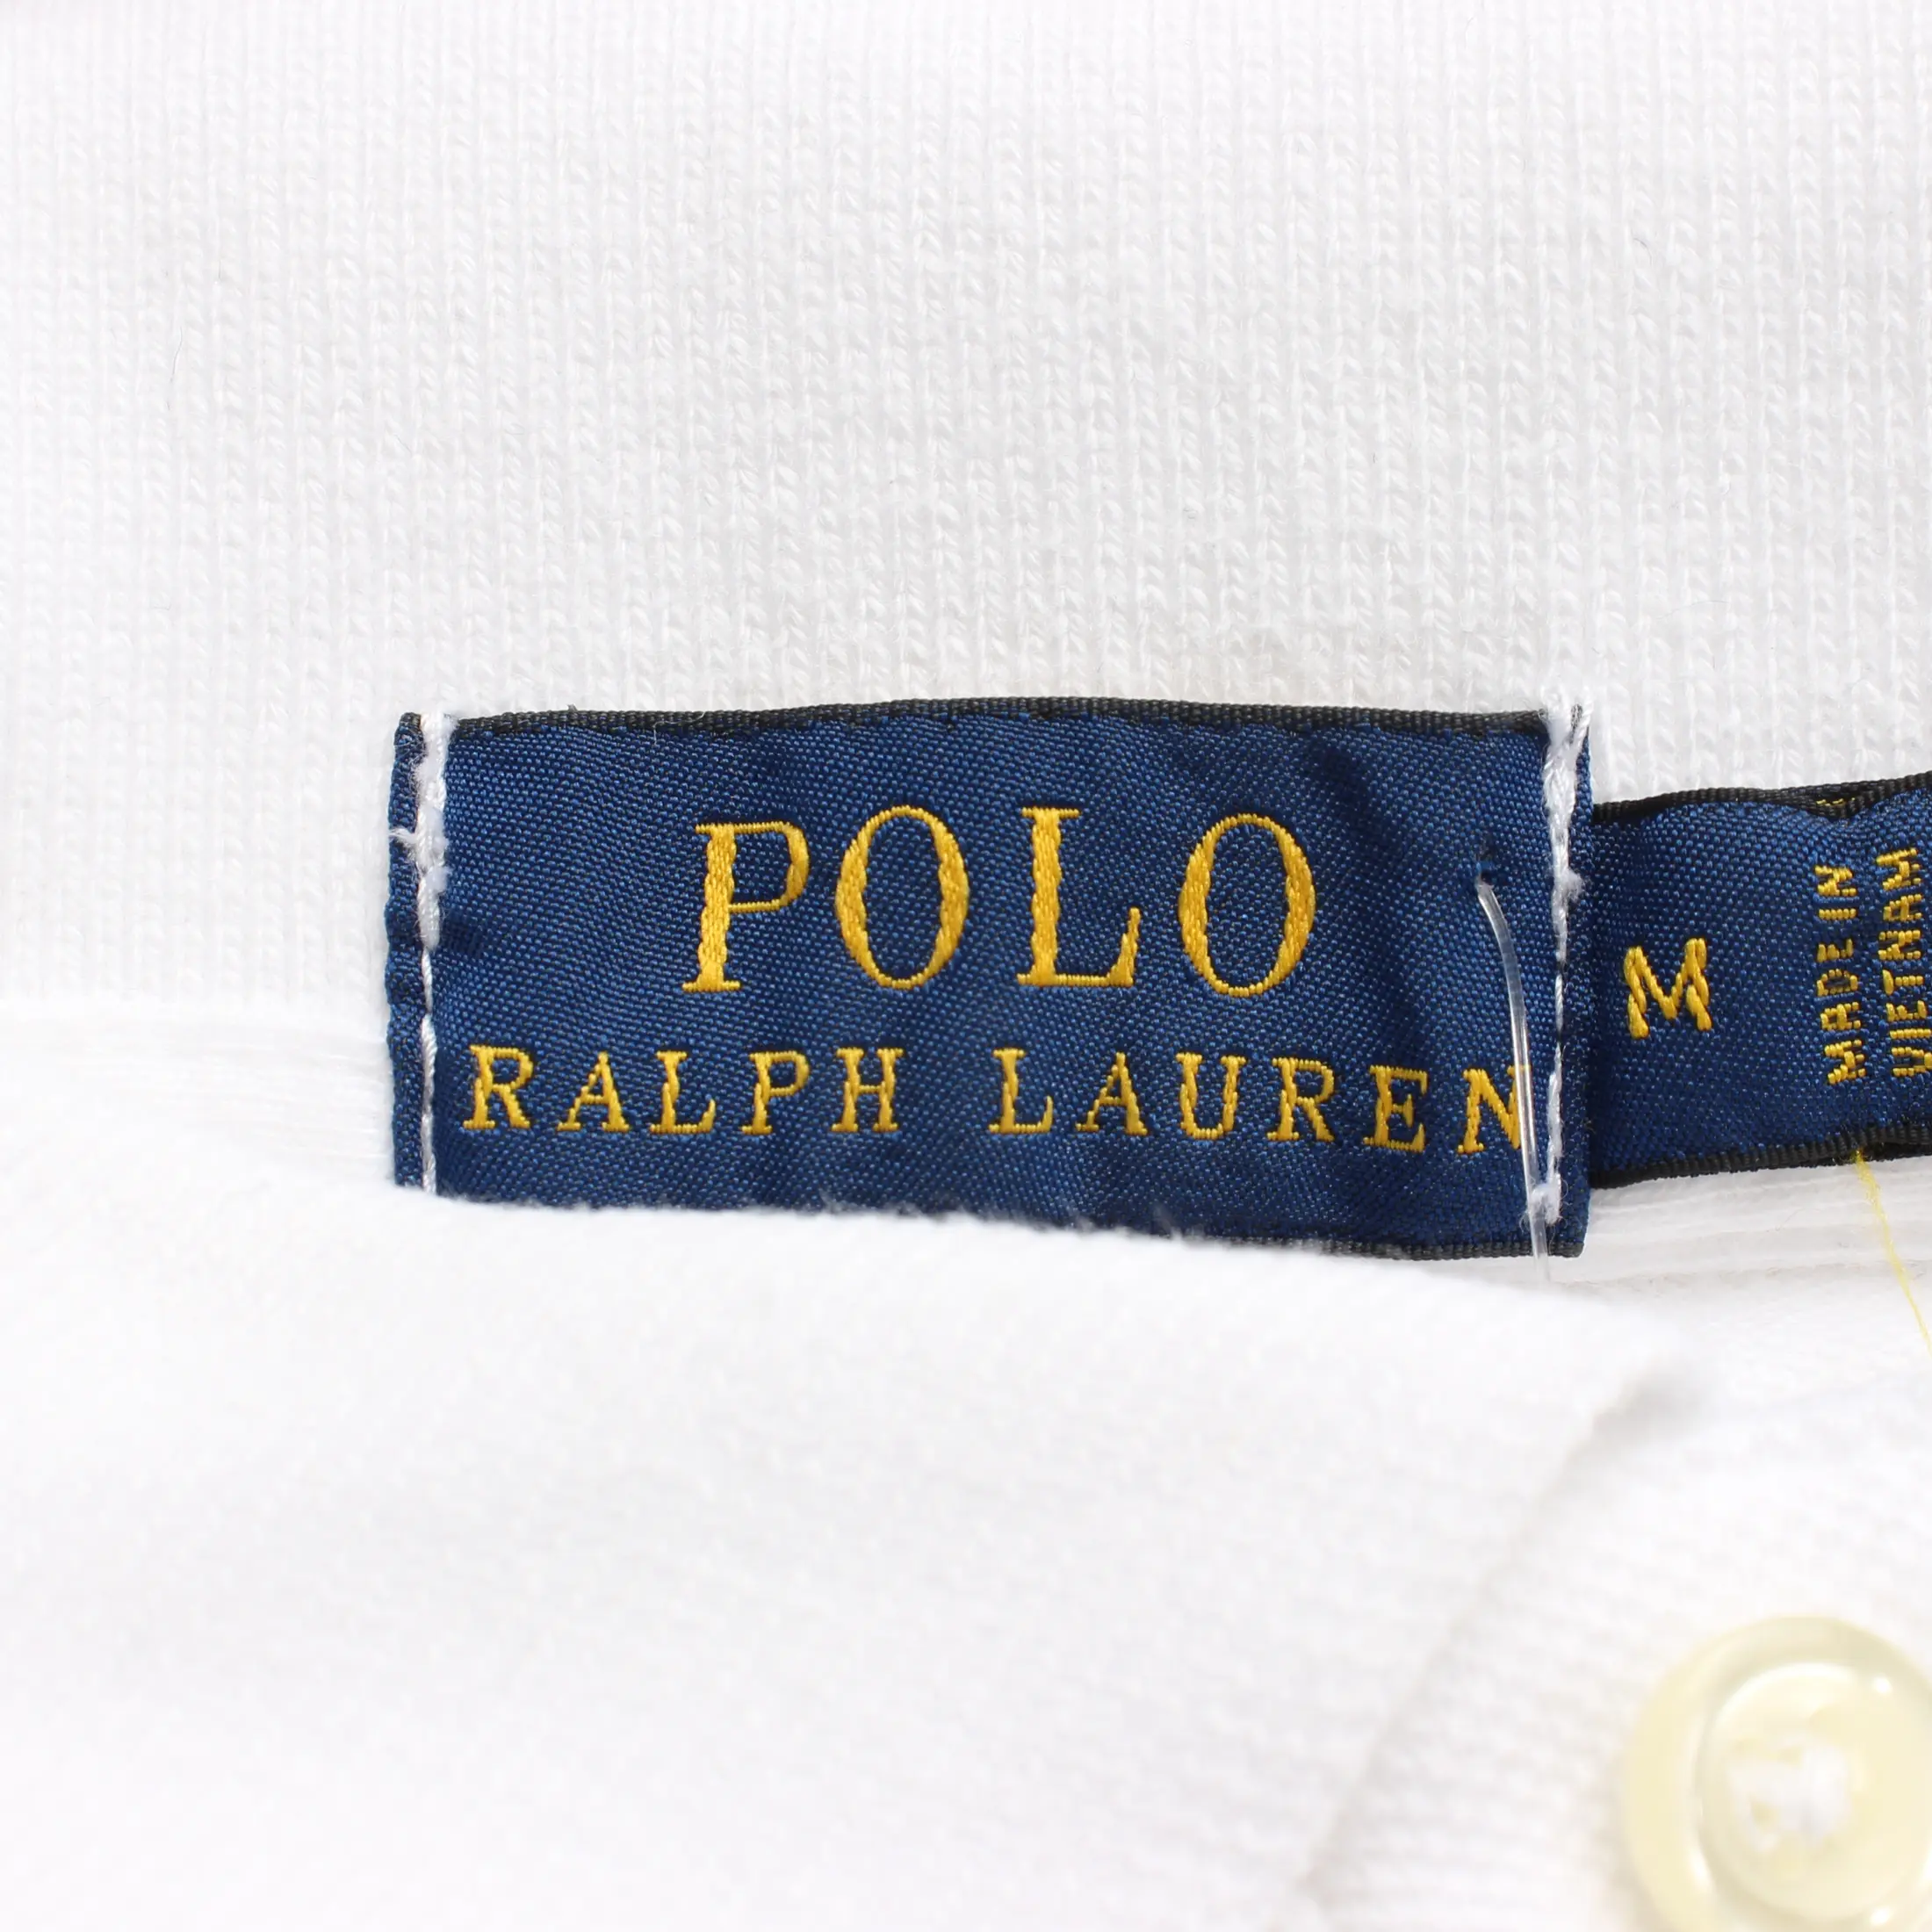 POLO
RALPH LAUREN
M
MADE IN
VIETNAM